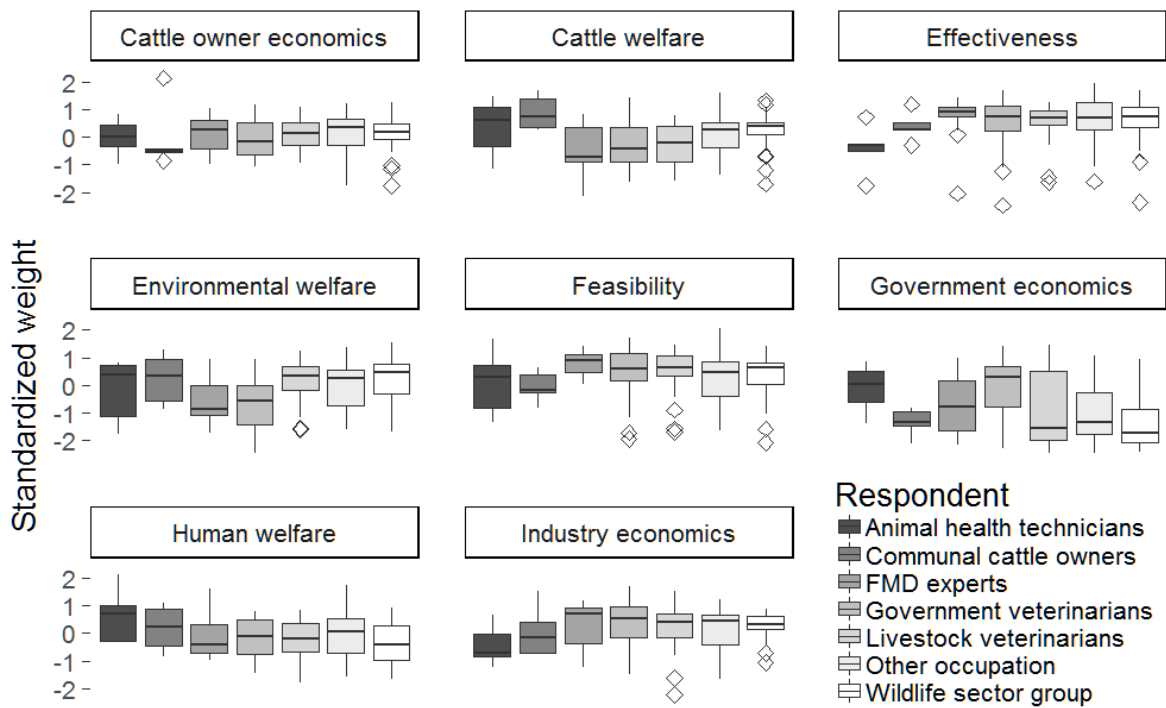 Cattle owner economics
Cattle welfare
Effectiveness
2
1
0
-1
-2
Standardized weight
Environmental welfare
Feasibility
Government economics
2
1
0
-1
-2
Human welfare
Industry economics
2
1
0
-1
-2
Respondent
Animal health technicians
Communal cattle owners
FMD experts
Government veterinarians
Livestock veterinarians
Other occupation
Wildlife sector group